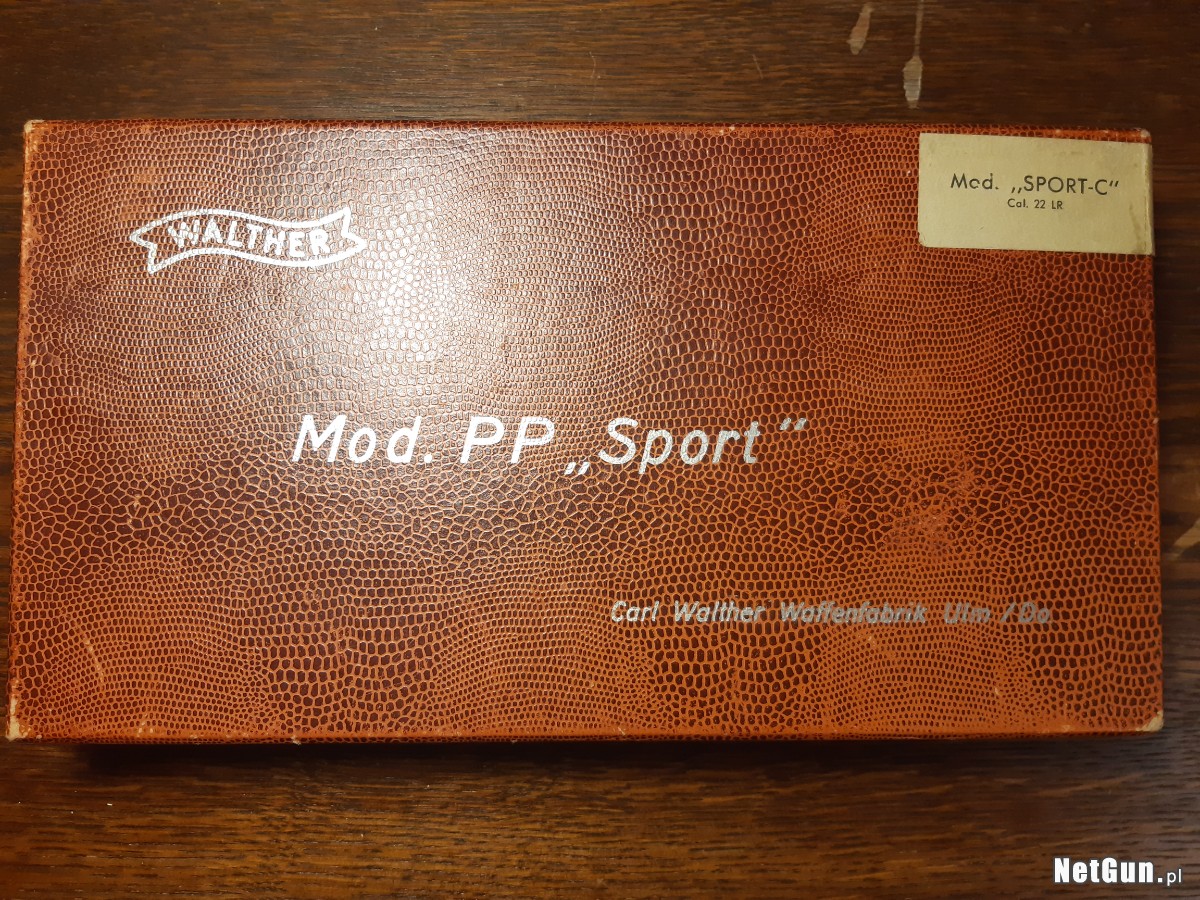 Mod. „SPORT-C“
Cal. 22 LR
WALTHER
Mod. PP „Sport“
Carl Walther Waffenfabrik Ulm / Do
NetGun.pl